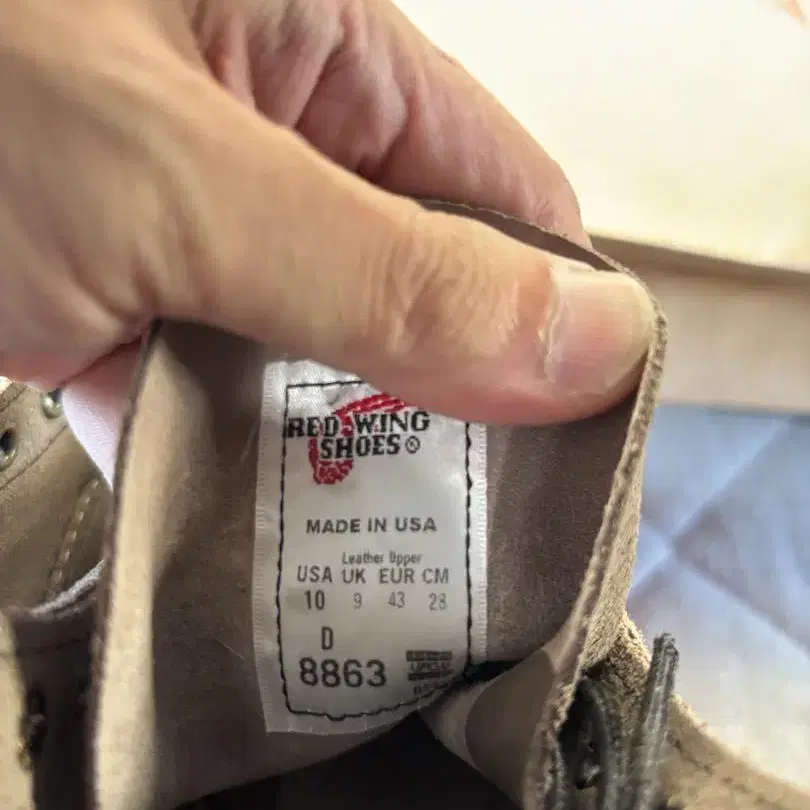 RED WING
SHOES®
MADE IN USA
Leather Upper
USA UK EUR CM
10 9 43 28
D
8863